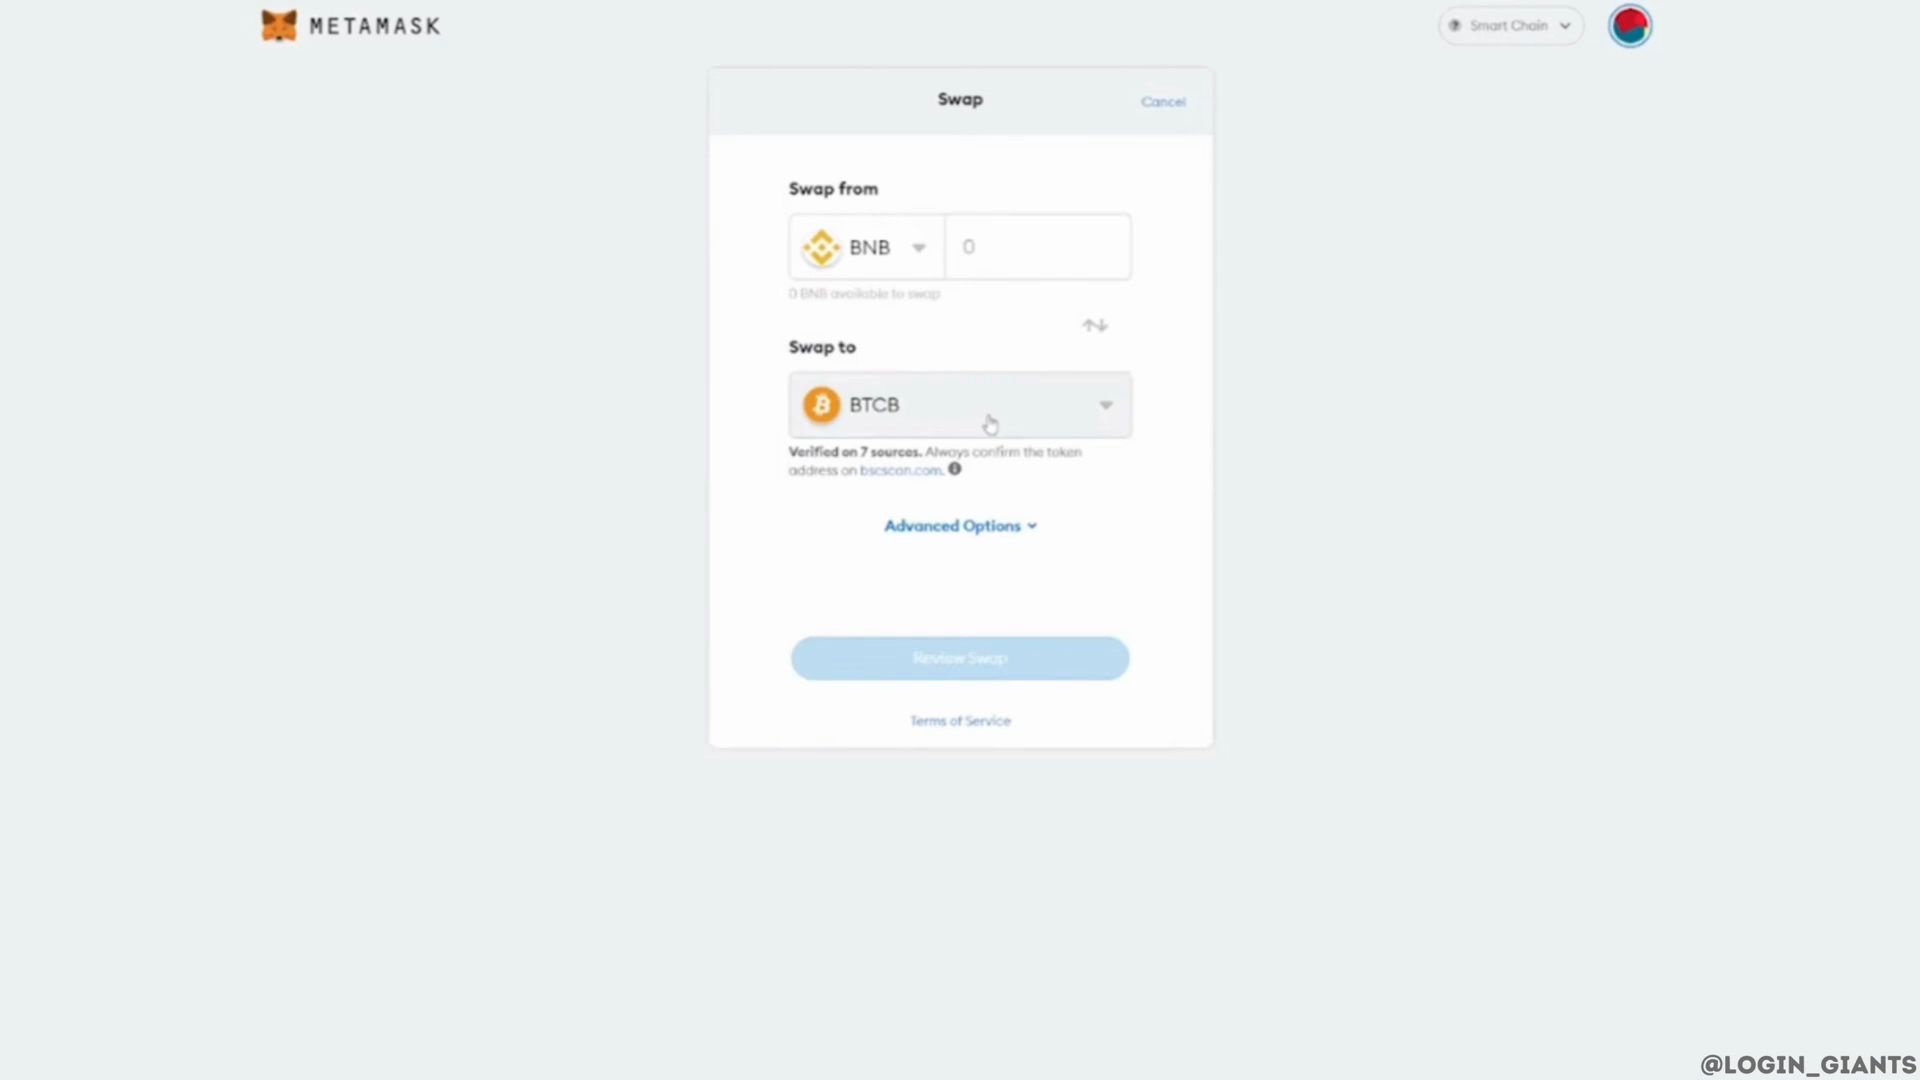 METAMASK
Smart Chain
Swap
Cancel
Swap from
BNB
0
0 BNB available to swap
Swap to
BTCB
Verified on 7 sources. Always confirm the token
address on bscscan.com.
Advanced Options
Review Swap
Terms of Service
@LOGIN_GIANTS